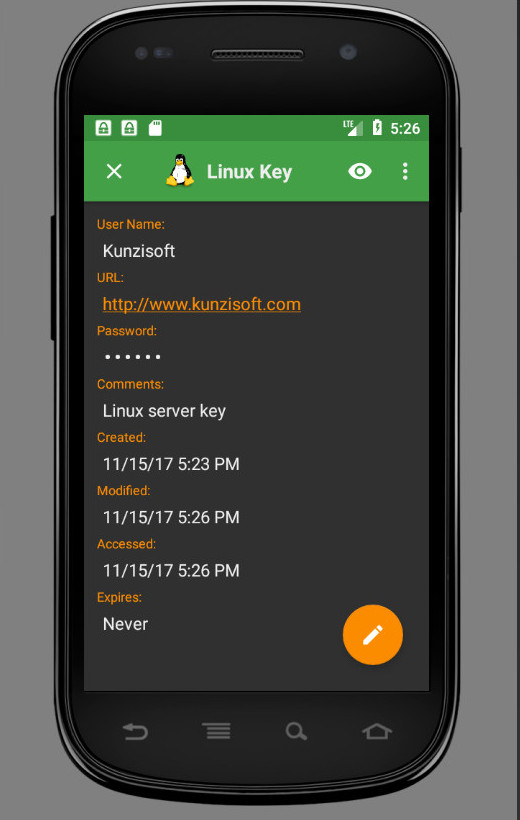 LTE 5:26
Linux Key
User Name:
Kunzisoft
URL:
http://www.kunzisoft.com
Password:
••••••
Comments:
Linux server key
Created:
11/15/17 5:23 PM
Modified:
11/15/17 5:26 PM
Accessed:
11/15/17 5:26 PM
Expires:
Never